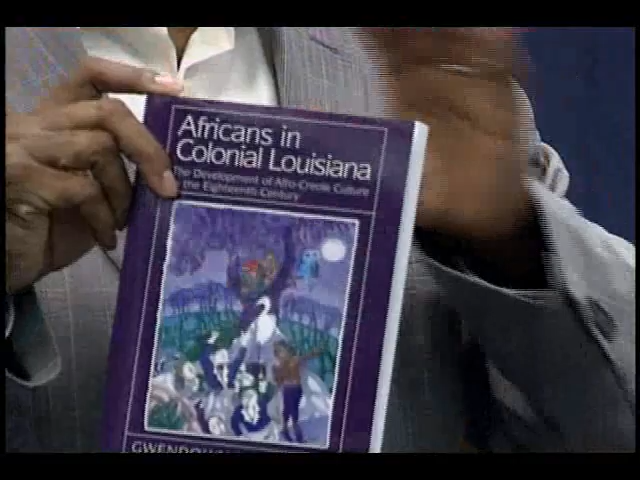 Africans in
Colonial Louisiana
The Development of Afro-Creole Culture
the Eighteenth Century